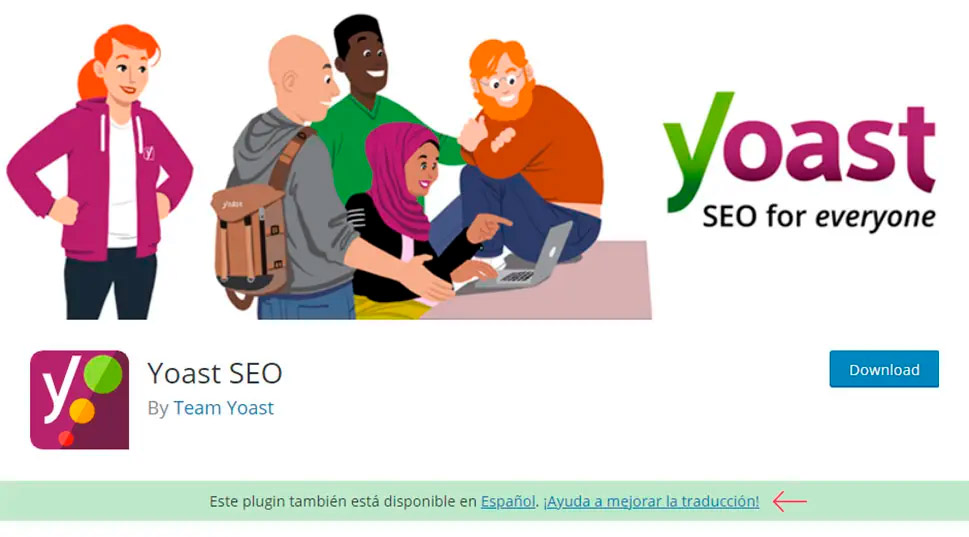 yoast
SEO for everyone
yoast
Yoast SEO
Download
By Team Yoast
Este plugin también está disponible en Español. ¡Ayuda a mejorar la traducción!